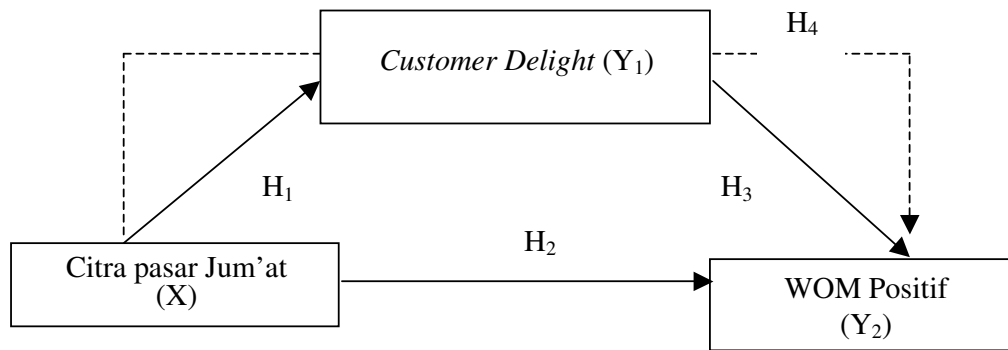 H₄
Customer Delight (Y₁)
H₁
H₃
H₂
Citra pasar Jum'at
(X)
WOM Positif
(Y₂)